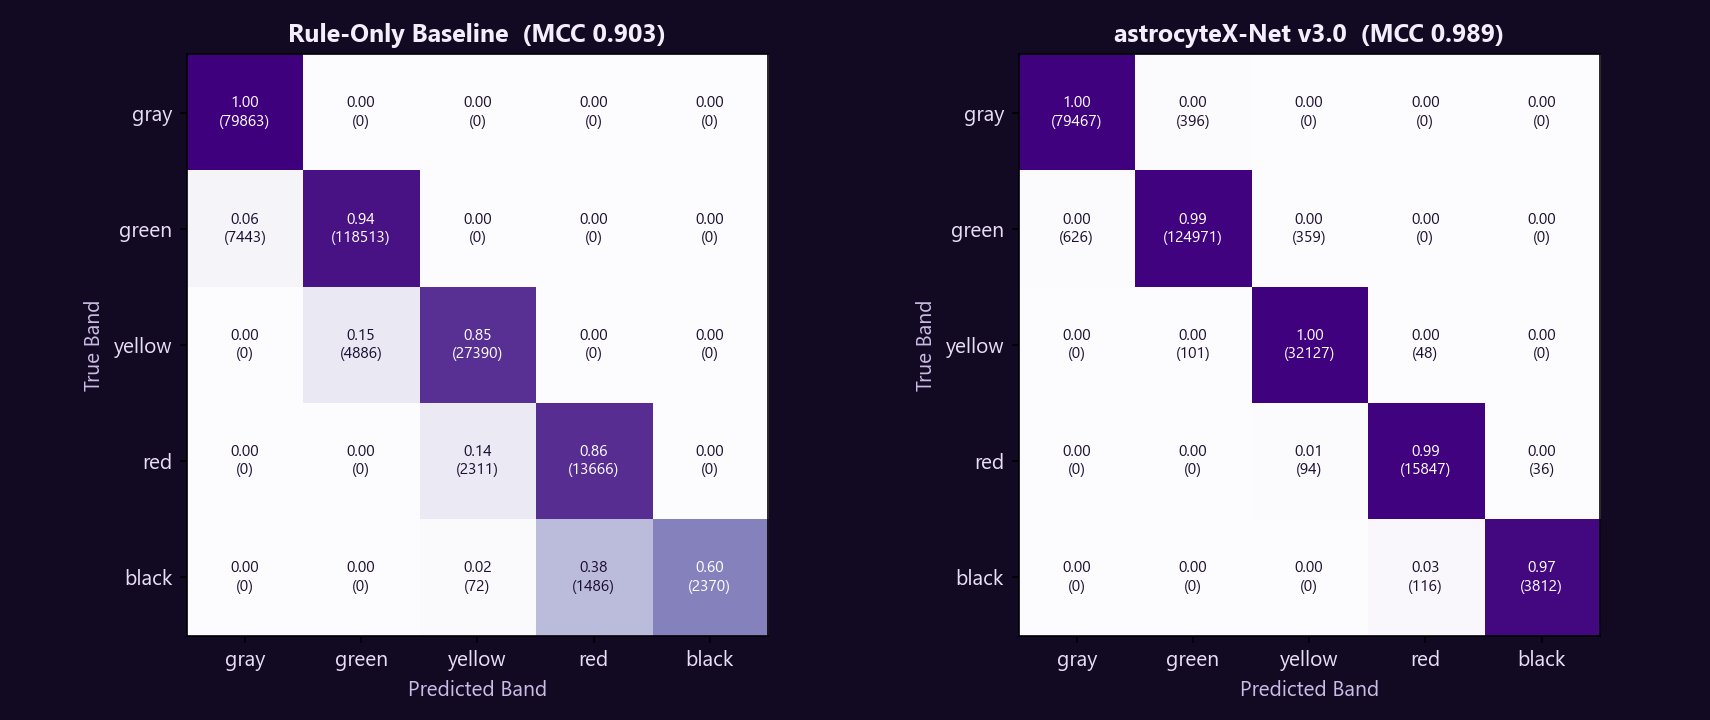 Rule-Only Baseline (MCC 0.903)
gray
1.00 0.00 0.00 0.00 0.00
(79863) (0) (0) (0) (0)
green
0.06 0.94 0.00 0.00 0.00
(7443) (118513) (0) (0) (0)
yellow
0.00 0.15 0.85 0.00 0.00
(0) (4886) (27390) (0) (0)
red
0.00 0.00 0.14 0.86 0.00
(0) (0) (2311) (13666) (0)
black
0.00 0.00 0.02 0.38 0.60
(0) (0) (72) (1486) (2370)
True Band
gray green yellow red black
Predicted Band
astrocyteX-Net v3.0 (MCC 0.989)
gray
1.00 0.00 0.00 0.00 0.00
(79467) (396) (0) (0) (0)
green
0.00 0.99 0.00 0.00 0.00
(626) (124971) (359) (0) (0)
yellow
0.00 0.00 1.00 0.00 0.00
(0) (101) (32127) (48) (0)
red
0.00 0.00 0.01 0.99 0.00
(0) (0) (94) (15847) (36)
black
0.00 0.00 0.00 0.03 0.97
(0) (0) (0) (116) (3812)
True Band
gray green yellow red black
Predicted Band